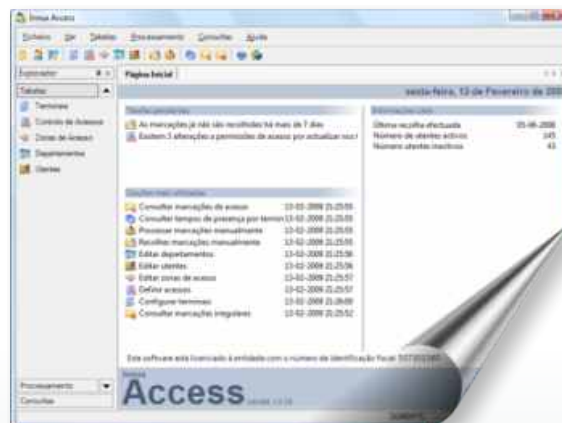 Innux Access
Ficheiro Ver Tabelas Processamento Consultas Ajuda
Explorador
Página Inicial
sexta-feira, 13 de Fevereiro de 200
Tabelas
Terminais
Controlo de Acessos
Zonas de Acesso
Departamentos
Utentes
Tarefas pendentes
As marcações já não são recolhidas há mais de 7 dias
Existem 3 alterações a permissões de acesso por actualizar nos t
Informações úteis
Última recolha efectuada
Número de utentes activos 145
Número utentes inactivos 43
Opções mais utilizadas
Consultar marcações de acesso 13-02-2009 21:25:55
Consultar tempos de presença por termin 13-02-2009 21:25:55
Processar marcações manualmente 13-02-2009 21:25:55
Recolher marcações manualmente 13-02-2009 21:25:55
Editar departamentos 13-02-2009 21:25:56
Editar utentes 13-02-2009 21:25:56
Editar zonas de acesso 13-02-2009 21:25:57
Definir acessos 13-02-2009 21:25:57
Configurar terminais 13-02-2009 21:26:00
Consultar marcações irregulares 13-02-2009 21:25:52
Este software está licenciado à entidade com o número de identificação fiscal
Processamento
Consultas
Access